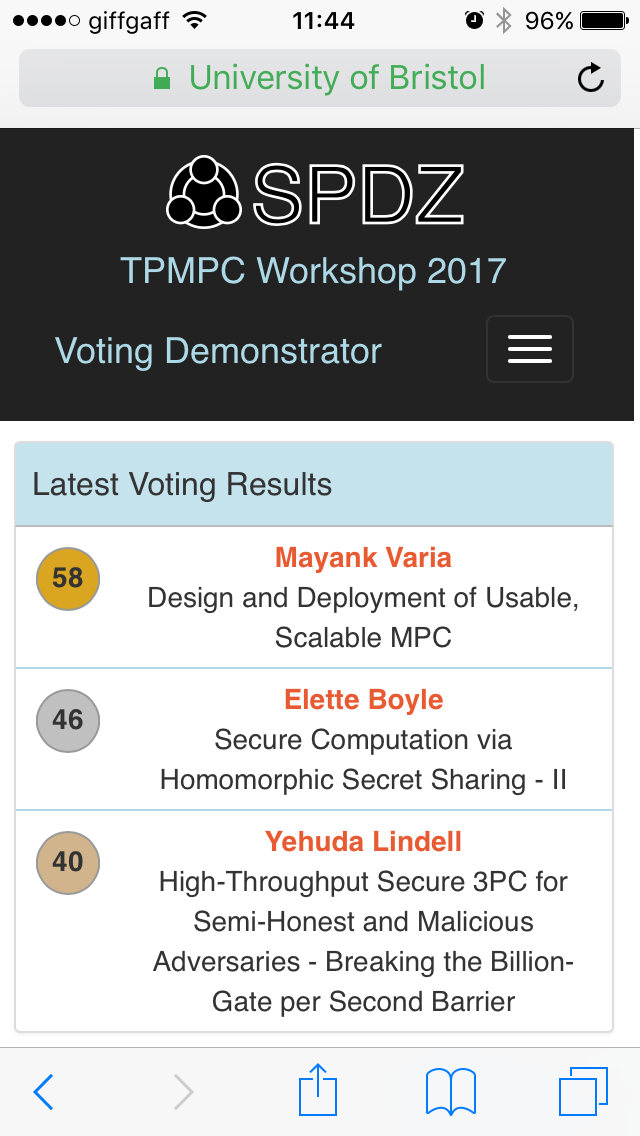 giffgaff 11:44 96%
University of Bristol
SPDZ
TPMPC Workshop 2017
Voting Demonstrator
Latest Voting Results
58
Mayank Varia
Design and Deployment of Usable,
Scalable MPC
46
Elette Boyle
Secure Computation via
Homomorphic Secret Sharing - II
40
Yehuda Lindell
High-Throughput Secure 3PC for
Semi-Honest and Malicious
Adversaries - Breaking the Billion-
Gate per Second Barrier